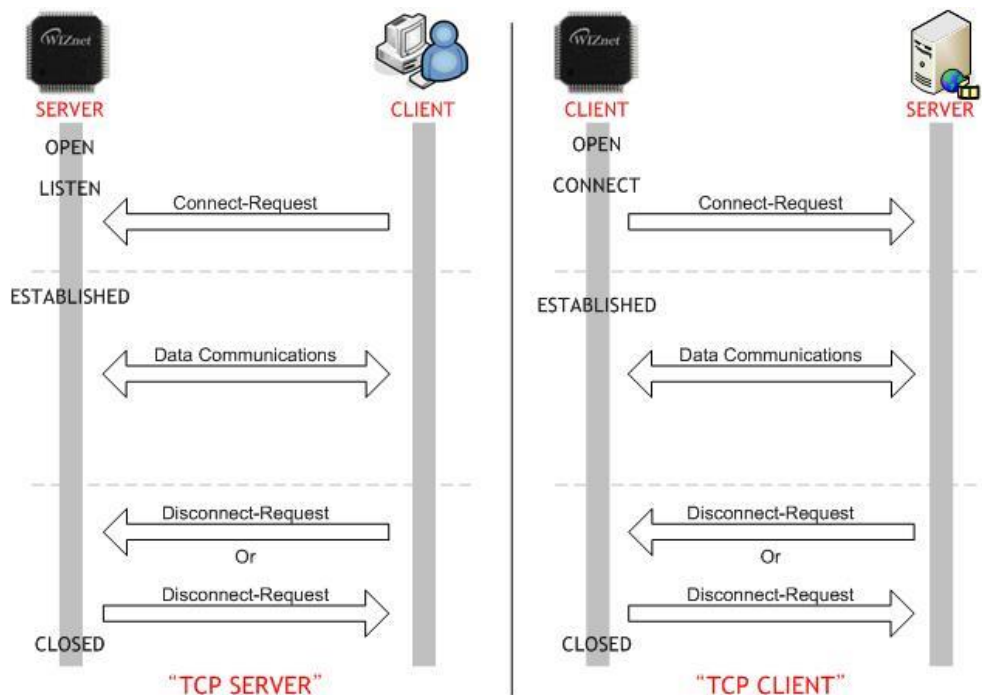 WIZnet
SERVER
CLIENT
OPEN
LISTEN
Connect-Request
ESTABLISHED
Data Communications
Disconnect-Request
Or
Disconnect-Request
CLOSED
“TCP SERVER”
WIZnet
CLIENT
SERVER
OPEN
CONNECT
Connect-Request
ESTABLISHED
Data Communications
Disconnect-Request
Or
Disconnect-Request
CLOSED
“TCP CLIENT”